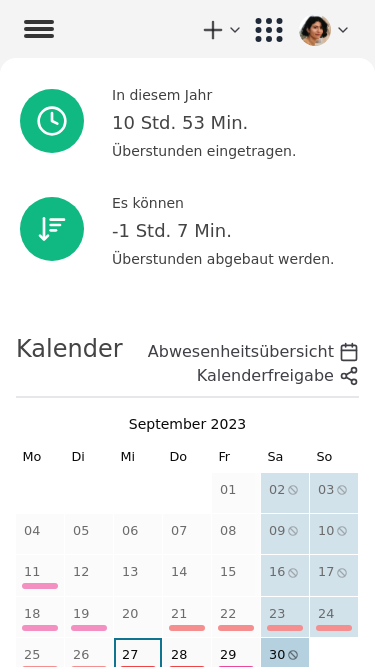 In diesem Jahr
10 Std. 53 Min.
Überstunden eingetragen.
Es können
-1 Std. 7 Min.
Überstunden abgebaut werden.
Kalender
Abwesenheitsübersicht
Kalenderfreigabe
September 2023
Mo Di Mi Do Fr Sa So
01 02 03
04 05 06 07 08 09 10
11 12 13 14 15 16 17
18 19 20 21 22 23 24
25 26 27 28 29 30